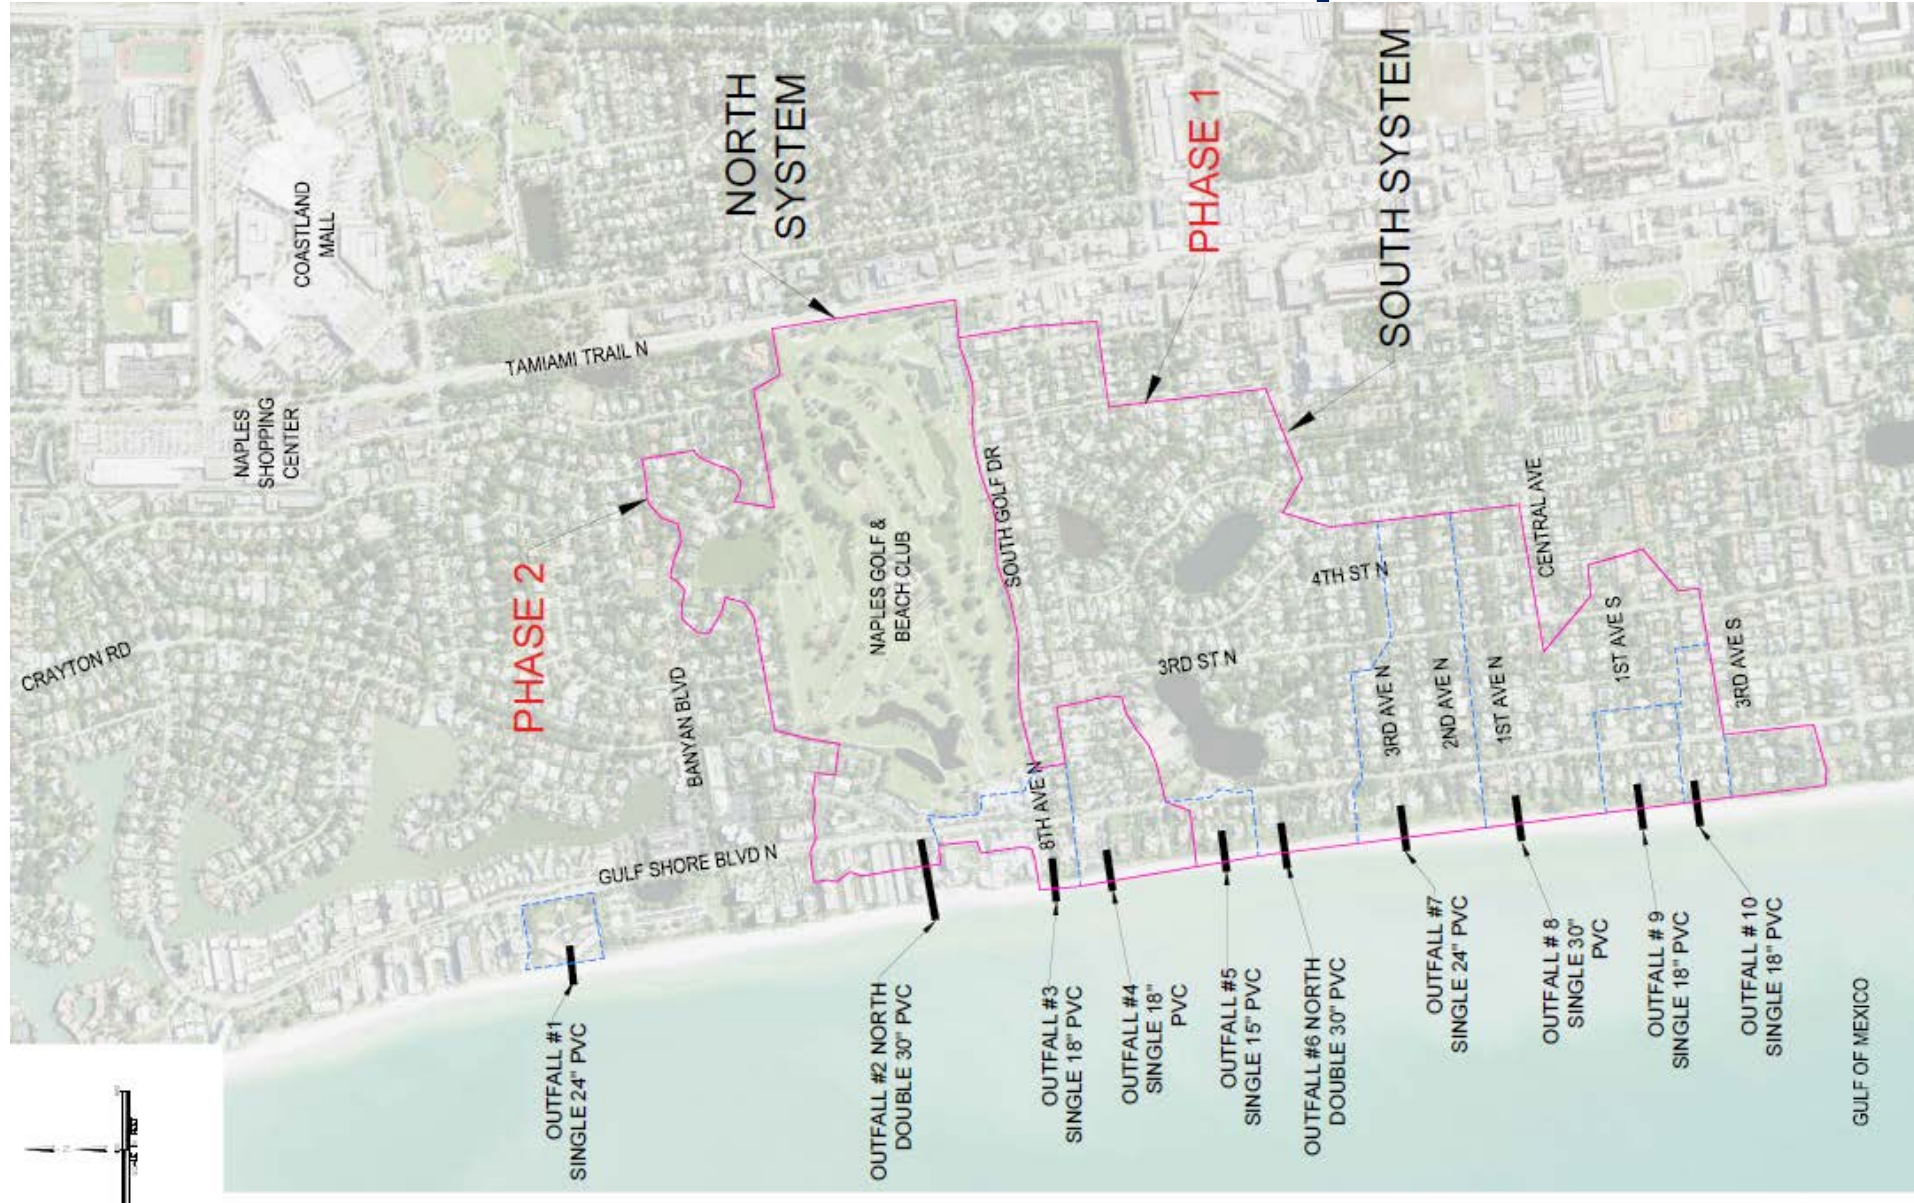 NORTH
SYSTEM
PHASE 1
SOUTH SYSTEM
COASTLAND
MALL
TAMIAMI TRAIL N
NAPLES
SHOPPING
CENTER
CRAYTON RD
PHASE 2
NAPLES GOLF &
BEACH CLUB
SOUTH GOLF DR
4TH ST N
CENTRAL AVE
3RD ST N
BANYAN BLVD
3RD AVE N
2ND AVE N
1ST AVE N
1ST AVE S
3RD AVE S
8TH AVE N
GULF SHORE BLVD N
OUTFALL #1
SINGLE 24" PVC
OUTFALL #2 NORTH
DOUBLE 30" PVC
OUTFALL #3
SINGLE 18" PVC
OUTFALL #4
SINGLE 18"
PVC
OUTFALL #5
SINGLE 15" PVC
OUTFALL #6 NORTH
DOUBLE 30" PVC
OUTFALL #7
SINGLE 24" PVC
OUTFALL # 8
SINGLE 30"
PVC
OUTFALL # 9
SINGLE 18" PVC
OUTFALL # 10
SINGLE 18" PVC
GULF OF MEXICO